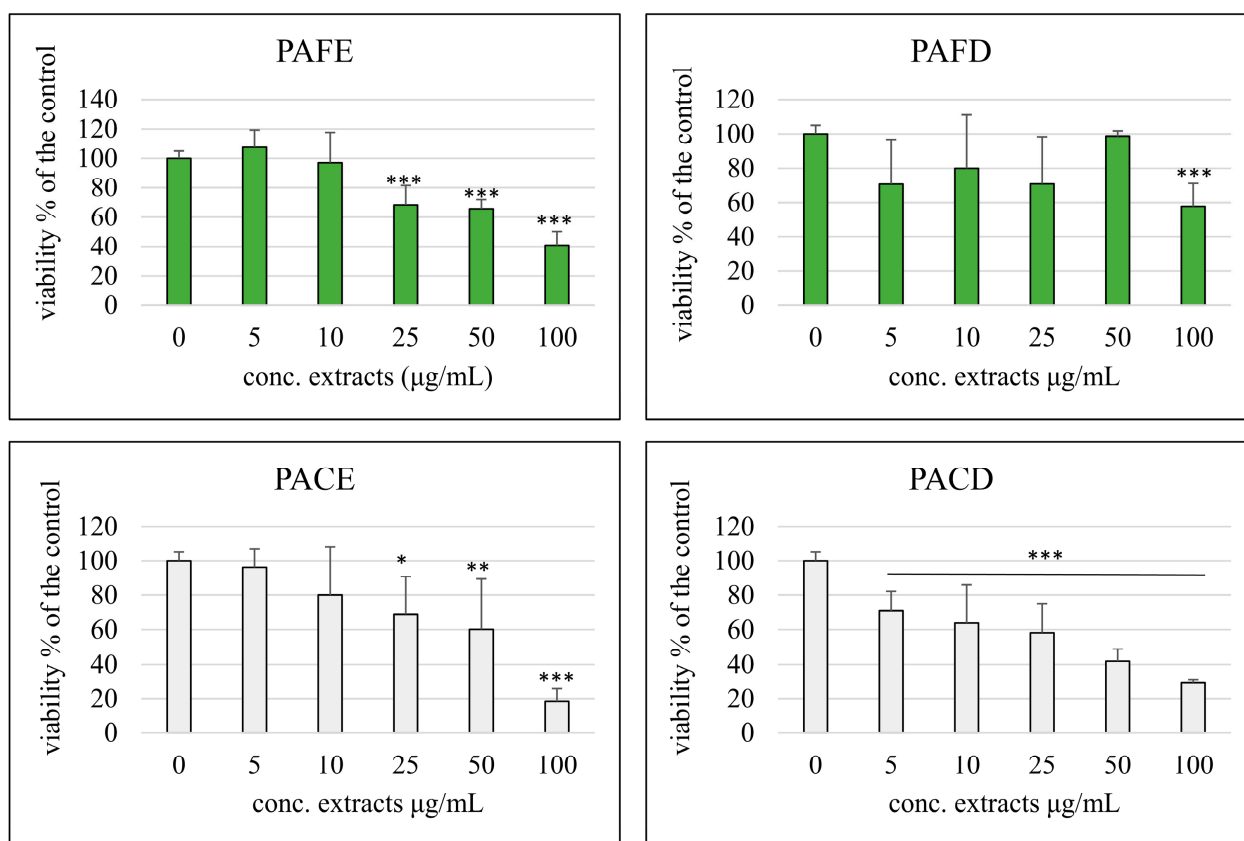 PAFE
viability % of the control
140
120
100
80
60
40
20
0
***
***
***
0 5 10 25 50 100
conc. extracts (µg/mL)
PAFD
viability % of the control
120
100
80
60
40
20
0
***
0 5 10 25 50 100
conc. extracts µg/mL
PACE
viability % of the control
120
100
80
60
40
20
0
*
**
***
0 5 10 25 50 100
conc. extracts µg/mL
PACD
viability % of the control
120
100
80
60
40
20
0
***
0 5 10 25 50 100
conc. extracts µg/mL